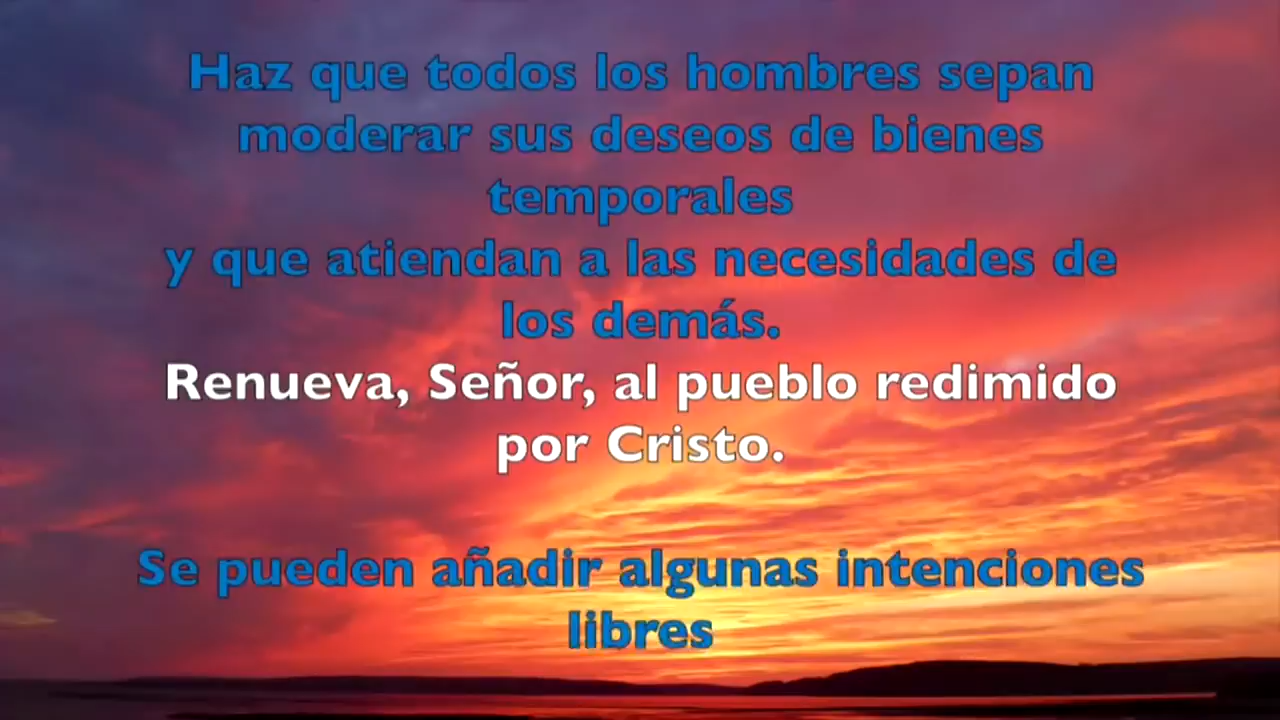 Haz que todos los hombres sepan
moderar sus deseos de bienes
temporales
y que atiendan a las necesidades de
los demás.
Renueva, Señor, al pueblo redimido
por Cristo.
Se pueden añadir algunas intenciones
libres